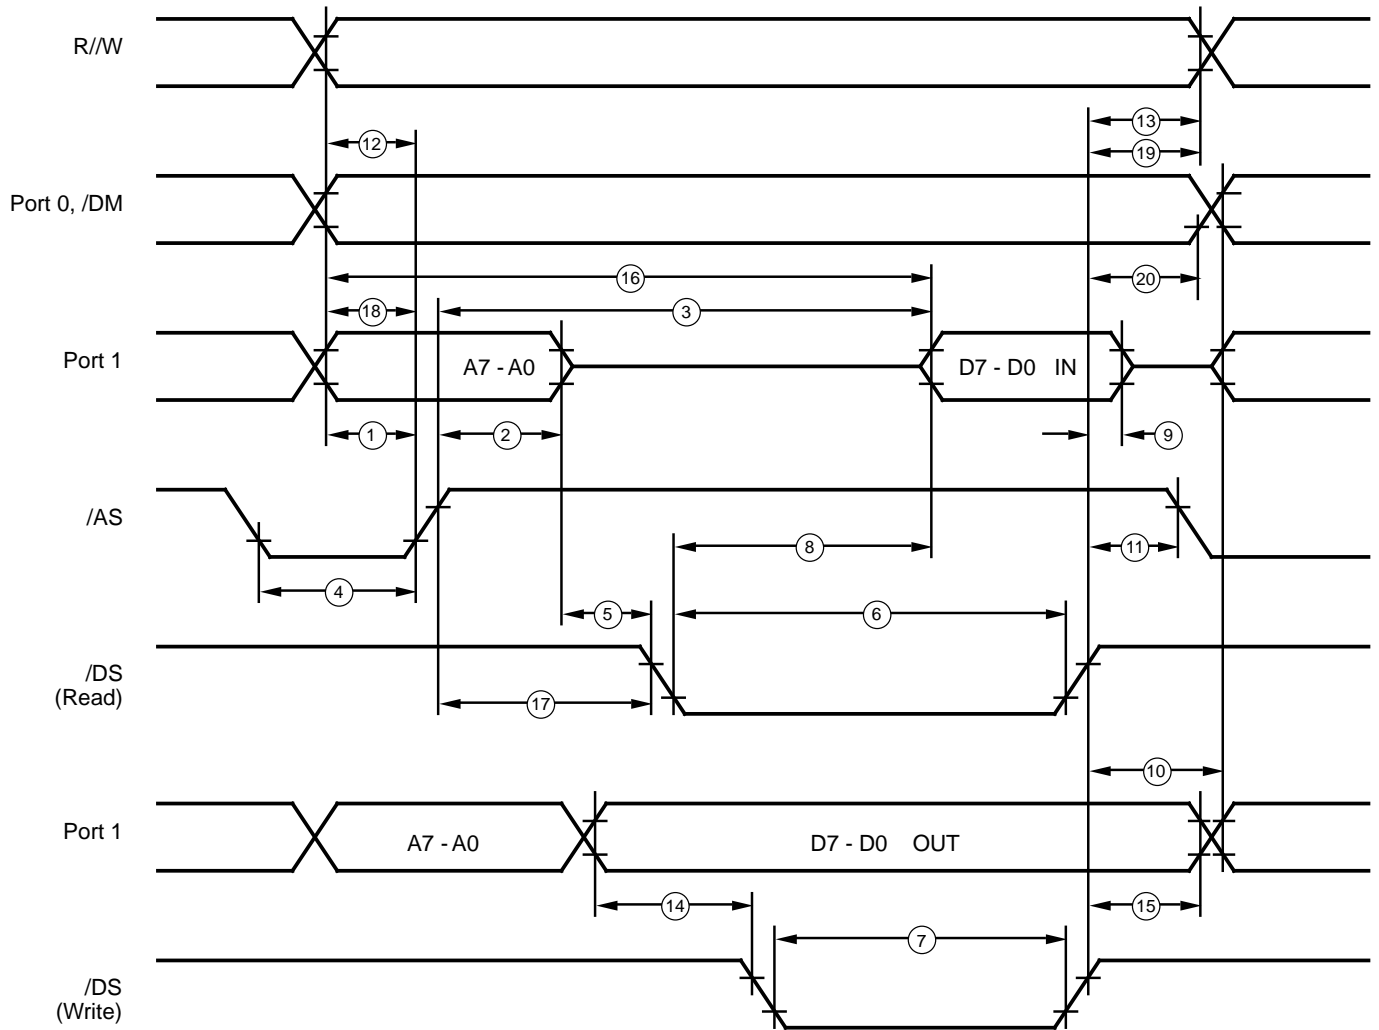 R//W
13
12
19
Port 0, /DM
16
20
18
3
Port 1
A7 - A0
D7 - D0 IN
1
2
9
/AS
8
11
4
5
6
/DS
(Read)
17
10
Port 1
A7 - A0
D7 - D0 OUT
14
15
7
/DS
(Write)